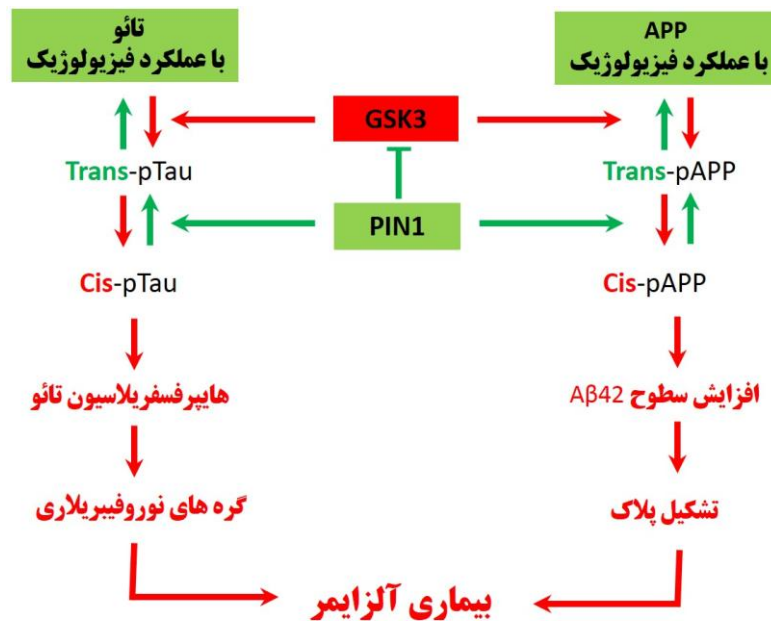 تائو
با عملکرد فیزیولوژیک
APP
با عملکرد فیزیولوژیک
GSK3
Trans-pTau
Trans-pAPP
PIN1
Cis-pTau
Cis-pAPP
هایپرفسفریلاسیون تائو
افزایش سطوح Aβ42
گره های نوروفیبریلاری
تشکیل پلاک
بیماری آلزایمر